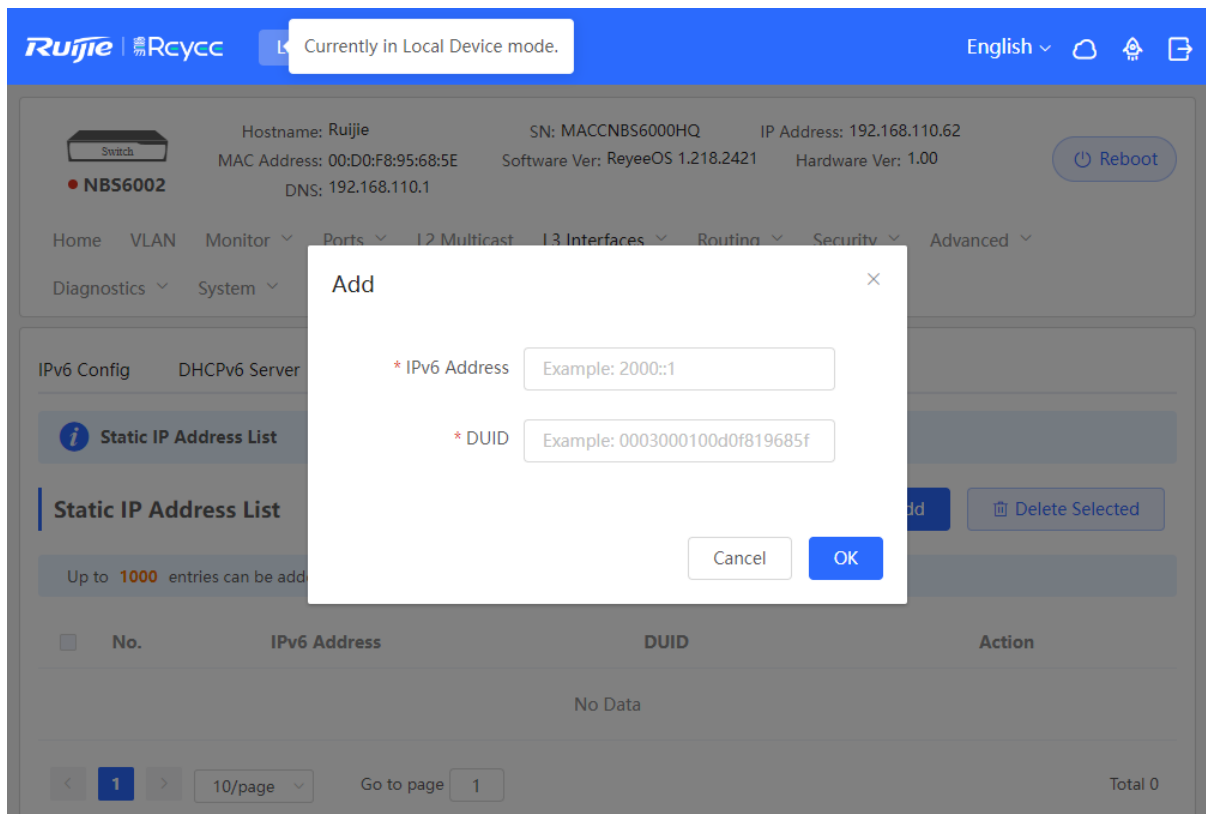 Ruijie | 睿易 Reyee
Currently in Local Device mode.
English
Switch
NBS6002
Hostname: Ruijie
SN: MACCNBS6000HQ
IP Address: 192.168.110.62
MAC Address: 00:D0:F8:95:68:5E
Software Ver: ReyeeOS 1.218.2421
Hardware Ver: 1.00
DNS: 192.168.110.1
Reboot
Home VLAN Monitor Ports L2 Multicast L3 Interfaces Routing Security Advanced
Diagnostics System
Add
IPv6 Config DHCPv6 Server
* IPv6 Address Example: 2000::1
i Static IP Address List
* DUID Example: 0003000100d0f819685f
Static IP Address List
Delete Selected
Cancel OK
Up to 1000 entries can be
No. IPv6 Address DUID Action
No Data
< 1 > 10/page Go to page 1 Total 0